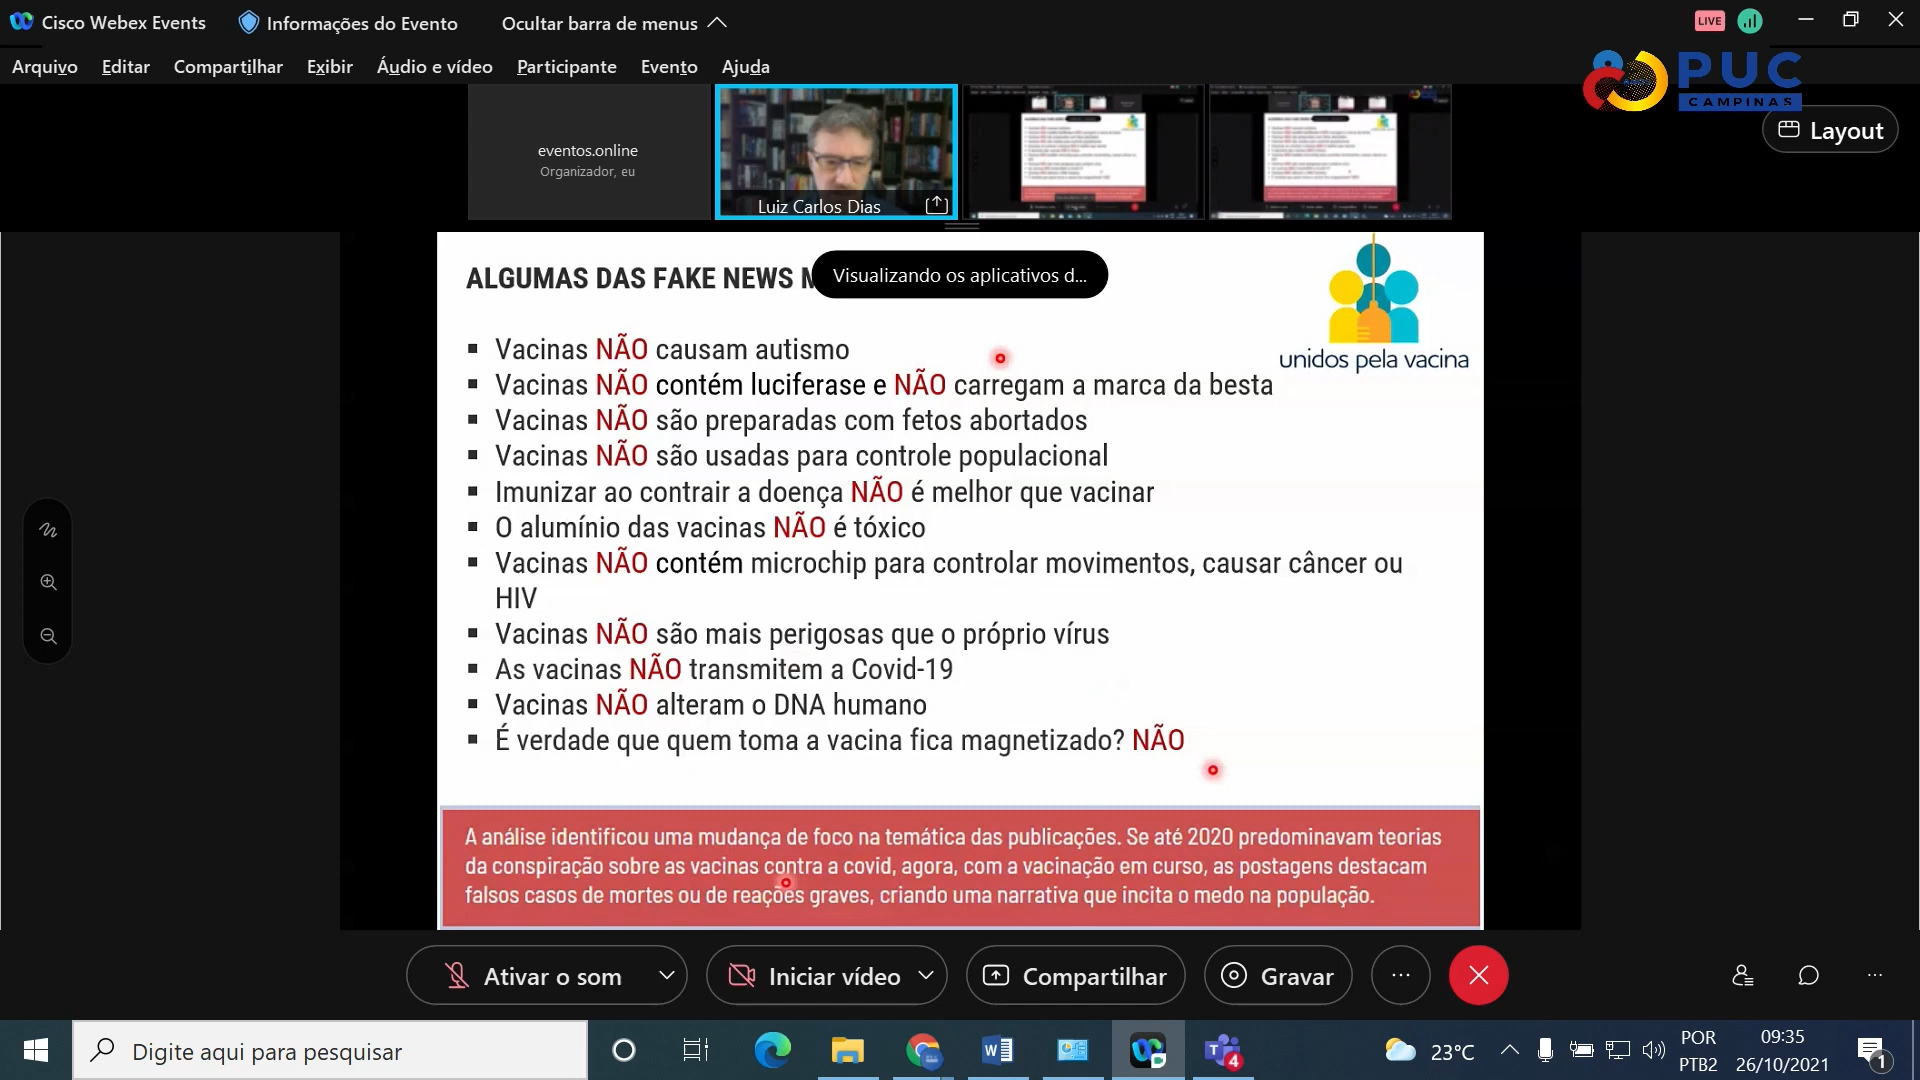 Cisco Webex Events
Informações do Evento
Ocultar barra de menus
LIVE
Arquivo Editar Compartilhar Exibir Áudio e vídeo Participante Evento Ajuda
PUC
CAMPINAS
Layout
eventos.online
Organizador, eu
Luiz Carlos Dias
ALGUMAS DAS FAKE NEWS
Visualizando os aplicativos d...
unidos pela vacina
▪ Vacinas NÃO causam autismo
▪ Vacinas NÃO contém luciferase e NÃO carregam a marca da besta
▪ Vacinas NÃO são preparadas com fetos abortados
▪ Vacinas NÃO são usadas para controle populacional
▪ Imunizar ao contrair a doença NÃO é melhor que vacinar
▪ O alumínio das vacinas NÃO é tóxico
▪ Vacinas NÃO contém microchip para controlar movimentos, causar câncer ou
HIV
▪ Vacinas NÃO são mais perigosas que o próprio vírus
▪ As vacinas NÃO transmitem a Covid-19
▪ Vacinas NÃO alteram o DNA humano
▪ É verdade que quem toma a vacina fica magnetizado? NÃO
A análise identificou uma mudança de foco na temática das publicações. Se até 2020 predominavam teorias
da conspiração sobre as vacinas contra a covid, agora, com a vacinação em curso, as postagens destacam
falsos casos de mortes ou de reações graves, criando uma narrativa que incita o medo na população.
Ativar o som
Iniciar vídeo
Compartilhar
Gravar
Digite aqui para pesquisar
4
23°C
POR
PTB2
09:35
26/10/2021
1